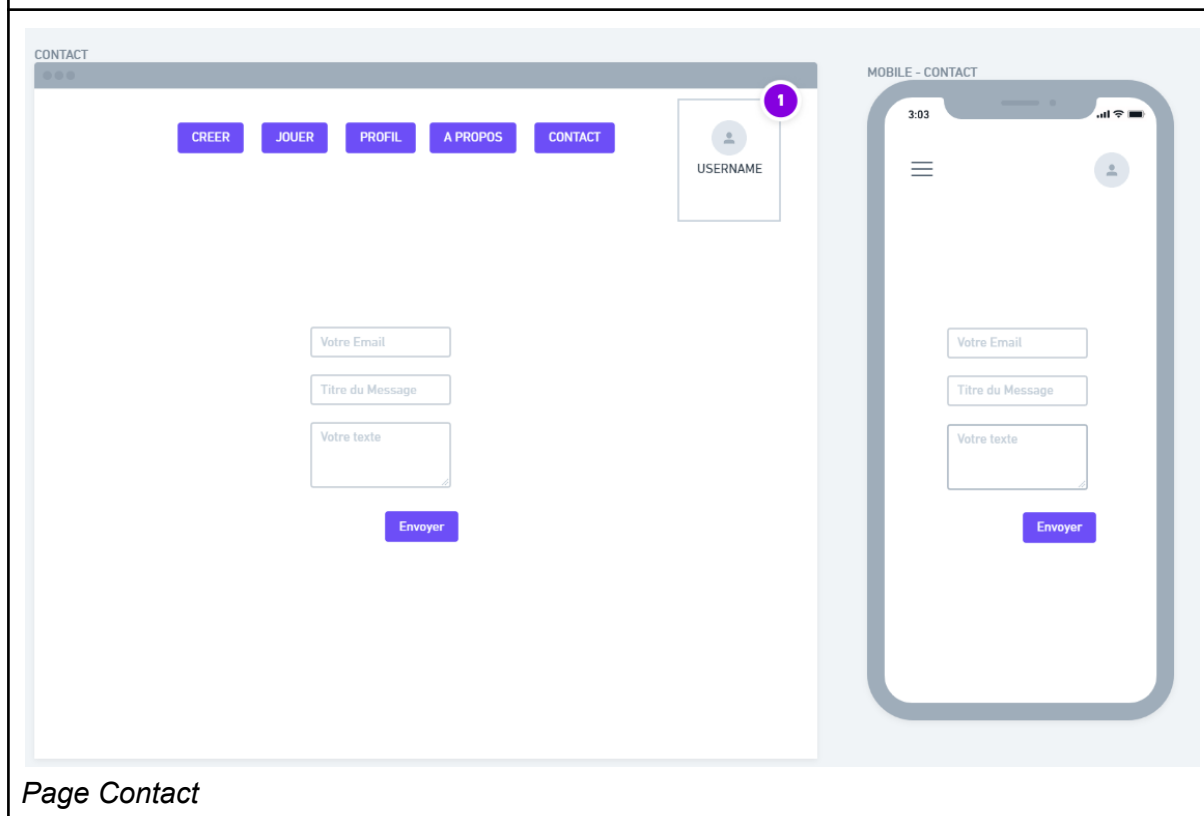 CONTACT
CREER JOUER PROFIL A PROPOS CONTACT
1
USERNAME
Votre Email
Titre du Message
Votre texte
Envoyer
MOBILE - CONTACT
3:03
Votre Email
Titre du Message
Votre texte
Envoyer
Page Contact